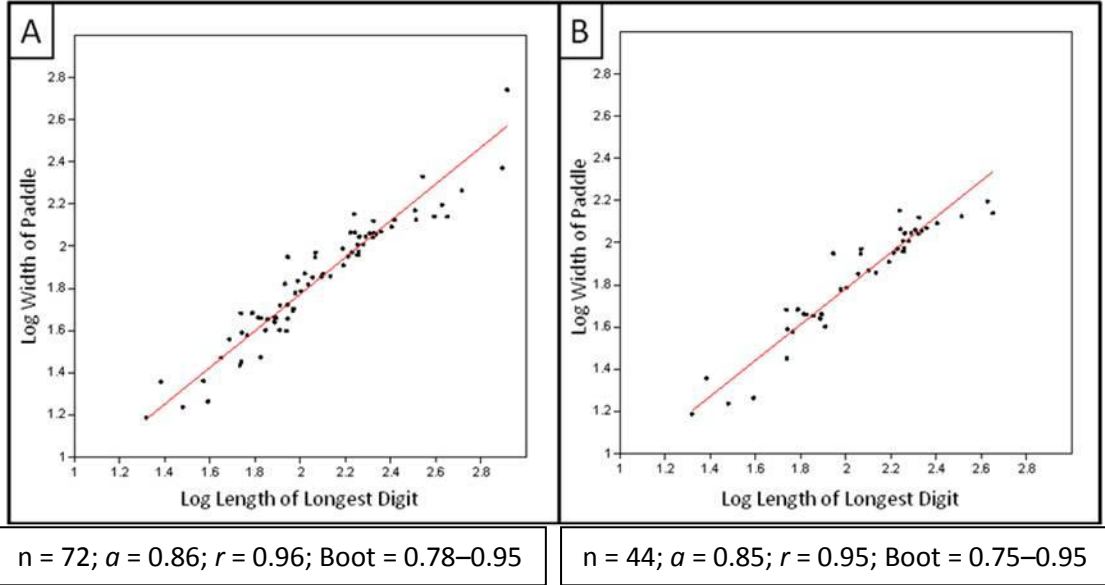 A
2.8
2.6
2.4
2.2
2
1.8
1.6
1.4
1.2
1
Log Width of Paddle
1 1.2 1.4 1.6 1.8 2 2.2 2.4 2.6 2.8
Log Length of Longest Digit
n = 72; a = 0.86; r = 0.96; Boot = 0.78–0.95
B
2.8
2.6
2.4
2.2
2
1.8
1.6
1.4
1.2
1
Log Width of Paddle
1 1.2 1.4 1.6 1.8 2 2.2 2.4 2.6 2.8
Log Length of Longest Digit
n = 44; a = 0.85; r = 0.95; Boot = 0.75–0.95